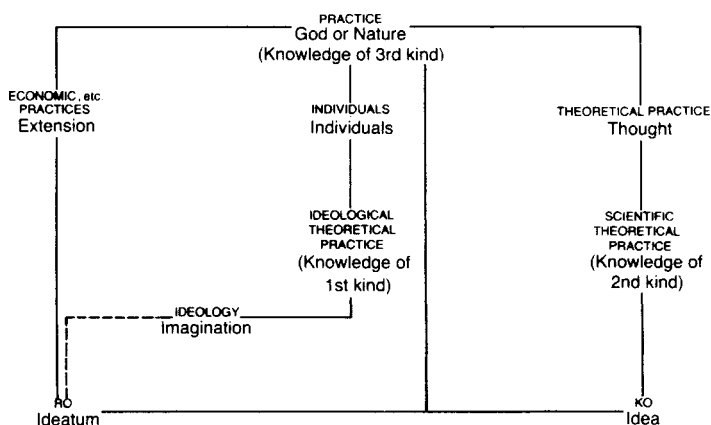 PRACTICE
God or Nature
(Knowledge of 3rd kind)
ECONOMIC, etc
PRACTICES
Extension
INDIVIDUALS
Individuals
THEORETICAL PRACTICE
Thought
IDEOLOGICAL
THEORETICAL
PRACTICE
(Knowledge of
1st kind)
SCIENTIFIC
THEORETICAL
PRACTICE
(Knowledge of
2nd kind)
IDEOLOGY
Imagination
RO
Ideatum
KO
Idea